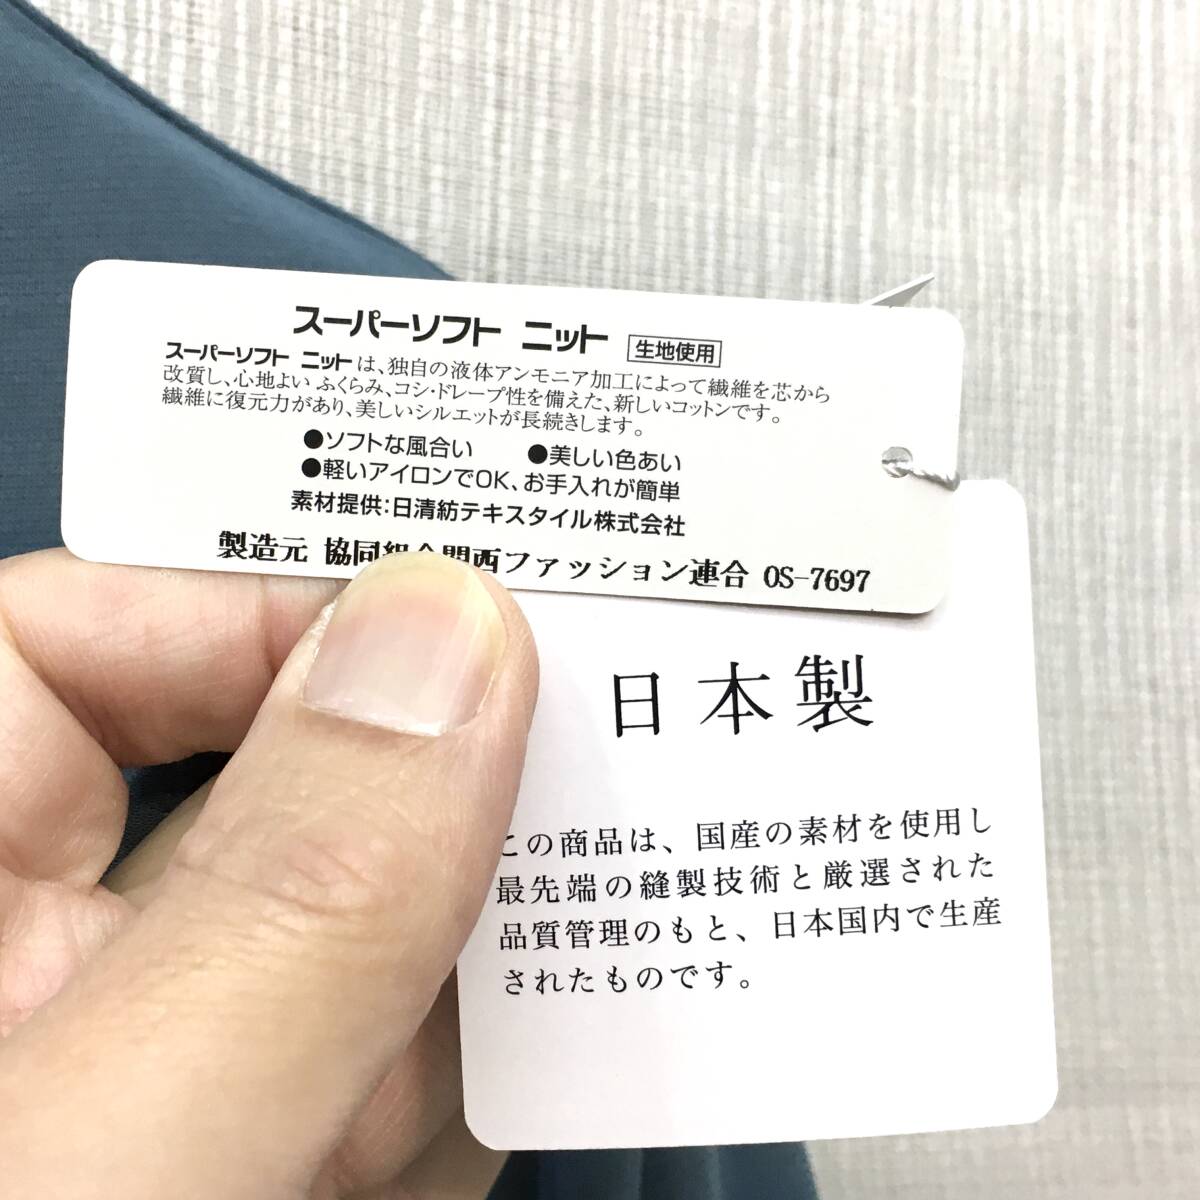 スーパーソフト ニット 生地使用
スーパーソフト ニットは、独自の液体アンモニア加工によって繊維を芯から
改質し、心地よい ふくらみ、コシ・ドレープ性を備えた、新しいコットンです。
繊維に復元力があり、美しいシルエットが長続きします。
●ソフトな風合い ●美しい色あい
●軽いアイロンでOK、お手入れが簡単
素材提供：日清紡テキスタイル株式会社
製造元 協同組合関西ファッション連合 OS-7697
日本製
この商品は、国産の素材を使用し
最先端の縫製技術と厳選された
品質管理のもと、日本国内で生産
されたものです。